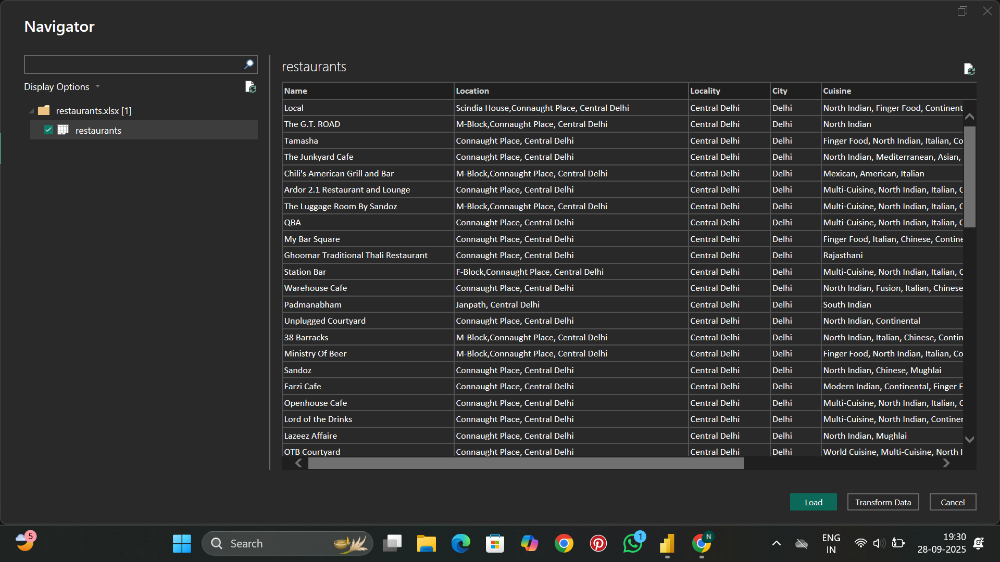 Navigator
restaurants
Display Options
restaurants.xlsx [1]
restaurants
Name Location Locality City Cuisine
Local Scindia House,Connaught Place, Central Delhi Central Delhi Delhi North Indian, Finger Food, Continent
The G.T. ROAD M-Block,Connaught Place, Central Delhi Central Delhi Delhi North Indian
Tamasha Connaught Place, Central Delhi Central Delhi Delhi Finger Food, North Indian, Italian, Co
The Junkyard Cafe Connaught Place, Central Delhi Central Delhi Delhi North Indian, Mediterranean, Asian,
Chili's American Grill and Bar M-Block,Connaught Place, Central Delhi Central Delhi Delhi Mexican, American, Italian
Ardor 2.1 Restaurant and Lounge Connaught Place, Central Delhi Central Delhi Delhi Multi-Cuisine, North Indian, Italian, C
The Luggage Room By Sandoz M-Block,Connaught Place, Central Delhi Central Delhi Delhi Multi-Cuisine, North Indian, Italian, C
QBA Connaught Place, Central Delhi Central Delhi Delhi Multi-Cuisine, North Indian, Italian, C
My Bar Square Connaught Place, Central Delhi Central Delhi Delhi Finger Food, Italian, Chinese, Contine
Ghoomar Traditional Thali Restaurant Connaught Place, Central Delhi Central Delhi Delhi Rajasthani
Station Bar F-Block,Connaught Place, Central Delhi Central Delhi Delhi Multi-Cuisine, North Indian, Italian, C
Warehouse Cafe Connaught Place, Central Delhi Central Delhi Delhi North Indian, Fusion, Italian, Chinese
Padmanabham Janpath, Central Delhi Central Delhi Delhi South Indian
Unplugged Courtyard Connaught Place, Central Delhi Central Delhi Delhi North Indian, Continental
38 Barracks M-Block,Connaught Place, Central Delhi Central Delhi Delhi North Indian, Italian, Chinese, Contin
Ministry Of Beer M-Block,Connaught Place, Central Delhi Central Delhi Delhi Finger Food, North Indian, Italian, Co
Sandoz Connaught Place, Central Delhi Central Delhi Delhi North Indian, Chinese, Mughlai
Farzi Cafe Connaught Place, Central Delhi Central Delhi Delhi Modern Indian, Continental, Finger F
Openhouse Cafe Connaught Place, Central Delhi Central Delhi Delhi Multi-Cuisine, North Indian, Italian, C
Lord of the Drinks Connaught Place, Central Delhi Central Delhi Delhi Multi-Cuisine, North Indian, Continer
Lazeez Affaire Connaught Place, Central Delhi Central Delhi Delhi North Indian, Mughlai
OTB Courtyard Connaught Place, Central Delhi Central Delhi Delhi World Cuisine, Multi-Cuisine, North I
Load Transform Data Cancel
5
Search
1
N
ENG
IN
19:30
28-09-2025